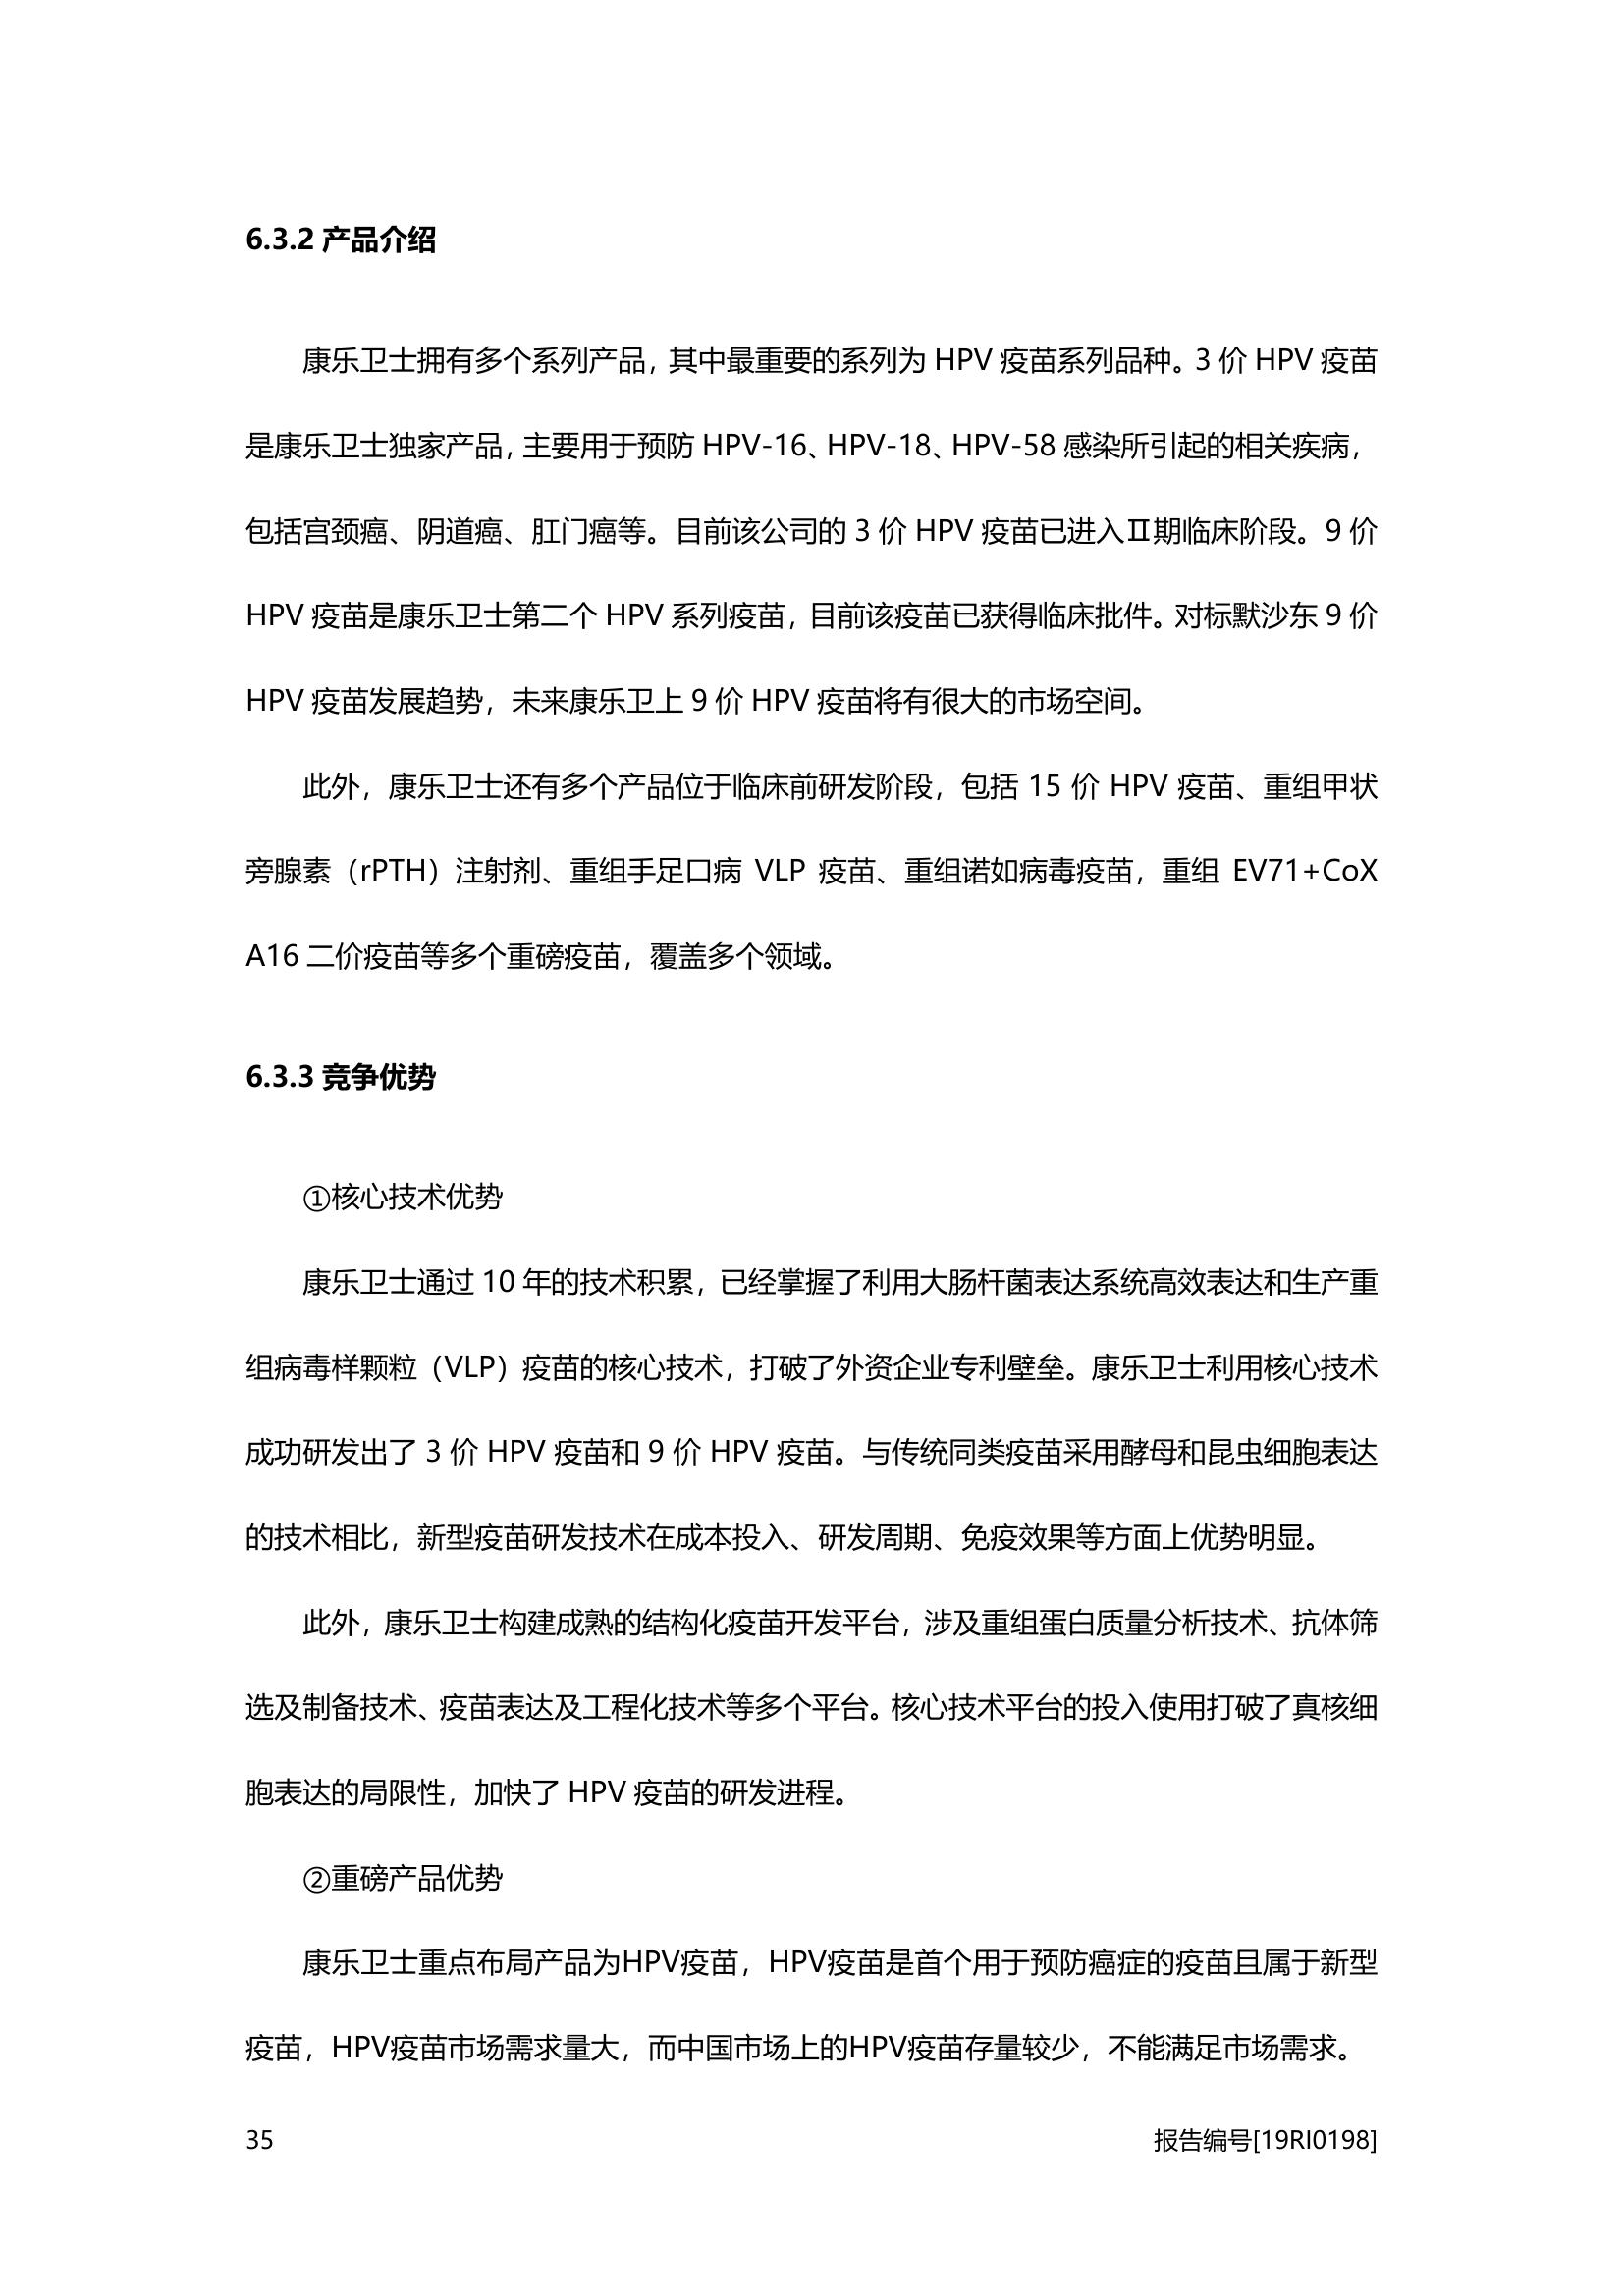 6.3.2 产品介绍
康乐卫士拥有多个系列产品，其中最重要的系列为 HPV 疫苗系列品种。3 价 HPV 疫苗
是康乐卫士独家产品，主要用于预防 HPV-16、HPV-18、HPV-58 感染所引起的相关疾病，
包括宫颈癌、阴道癌、肛门癌等。目前该公司的 3 价 HPV 疫苗已进入Ⅱ期临床阶段。9 价
HPV 疫苗是康乐卫士第二个 HPV 系列疫苗，目前该疫苗已获得临床批件。对标默沙东 9 价
HPV 疫苗发展趋势，未来康乐卫上 9 价 HPV 疫苗将有很大的市场空间。
此外，康乐卫士还有多个产品位于临床前研发阶段，包括 15 价 HPV 疫苗、重组甲状
旁腺素（rPTH）注射剂、重组手足口病 VLP 疫苗、重组诺如病毒疫苗，重组 EV71+CoX
A16 二价疫苗等多个重磅疫苗，覆盖多个领域。
6.3.3 竞争优势
①核心技术优势
康乐卫士通过 10 年的技术积累，已经掌握了利用大肠杆菌表达系统高效表达和生产重
组病毒样颗粒（VLP）疫苗的核心技术，打破了外资企业专利壁垒。康乐卫士利用核心技术
成功研发出了 3 价 HPV 疫苗和 9 价 HPV 疫苗。与传统同类疫苗采用酵母和昆虫细胞表达
的技术相比，新型疫苗研发技术在成本投入、研发周期、免疫效果等方面上优势明显。
此外，康乐卫士构建成熟的结构化疫苗开发平台，涉及重组蛋白质量分析技术、抗体筛
选及制备技术、疫苗表达及工程化技术等多个平台。核心技术平台的投入使用打破了真核细
胞表达的局限性，加快了 HPV 疫苗的研发进程。
②重磅产品优势
康乐卫士重点布局产品为HPV疫苗，HPV疫苗是首个用于预防癌症的疫苗且属于新型
疫苗，HPV疫苗市场需求量大，而中国市场上的HPV疫苗存量较少，不能满足市场需求。
35
报告编号[19RI0198]